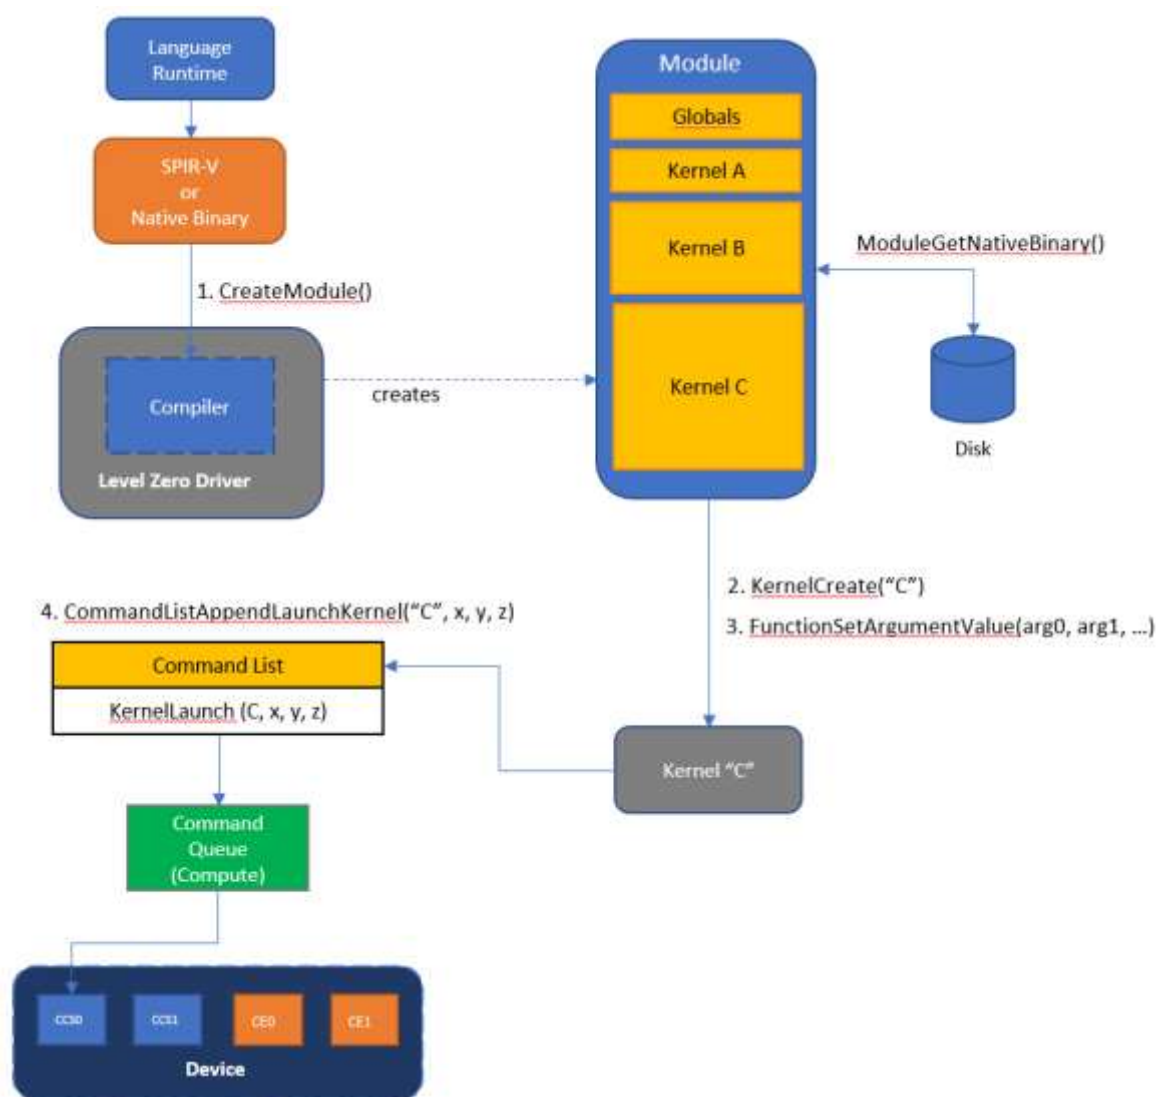 Language
Runtime
SPIR-V
or
Native Binary
1. CreateModule()
Compiler
Level Zero Driver
creates
Module
Globals
Kernel A
Kernel B
Kernel C
ModuleGetNativeBinary()
Disk
2. KernelCreate(“C”)
3. FunctionSetArgumentValue(arg0, arg1, …)
Kernel “C”
4. CommandListAppendLaunchKernel(“C”, x, y, z)
Command List
KernelLaunch (C, x, y, z)
Command
Queue
(Compute)
CCS0
CCS1
CE0
CE1
Device